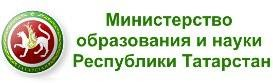 Министерство
образования и науки
Республики Татарстан